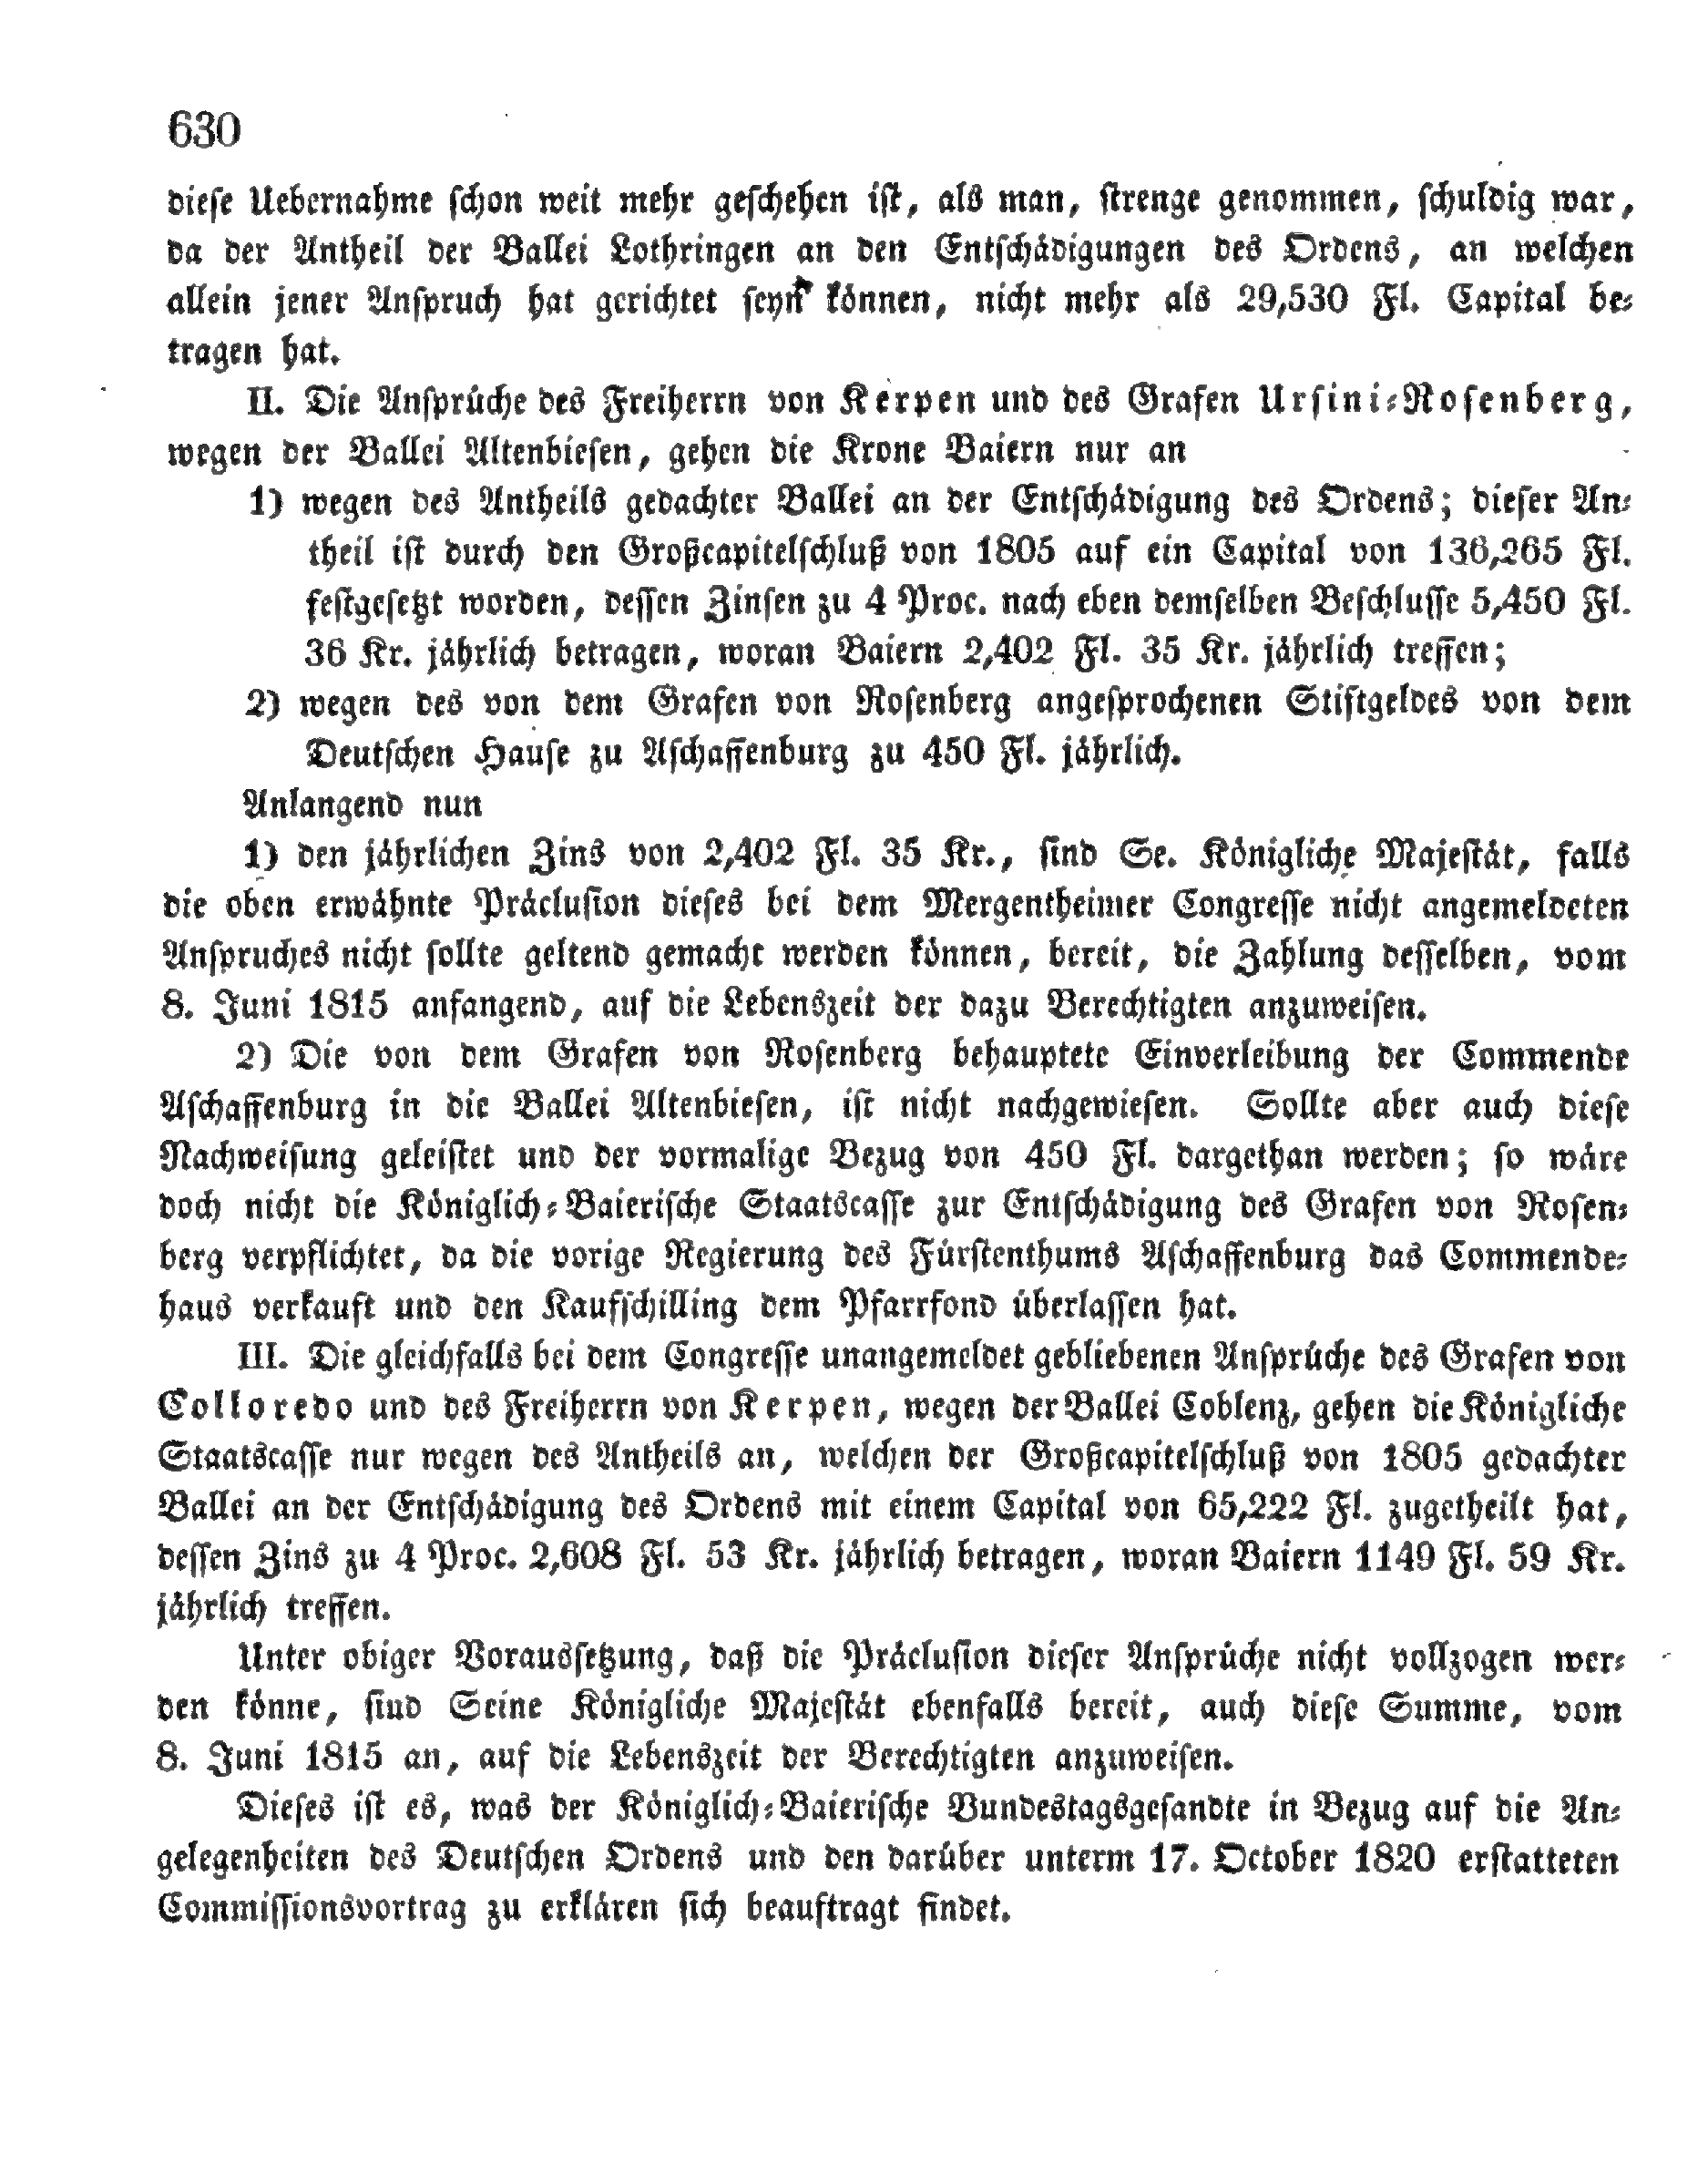 630
dieſe Uebernahme ſchon weit mehr geſchehen iſt, als man, ſtrenge genommen, ſchuldig war,
da der Antheil der Ballei Lothringen an den Entſchädigungen des Ordens, an welchen
allein jener Anſpruch hat gerichtet ſeyn können, nicht mehr als 29,530 Fl. Capital be⸗
tragen hat.
II. Die Anſprüche des Freiherrn von Kerpen und des Grafen Urſini⸗Roſenberg,
wegen der Ballei Altenbieſen, gehen die Krone Baiern nur an
1) wegen des Antheils gedachter Ballei an der Entſchädigung des Ordens; dieſer An⸗
theil iſt durch den Großcapitelſchluß von 1805 auf ein Capital von 136,265 Fl.
feſtgeſetzt worden, deſſen Zinſen zu 4 Proc. nach eben demſelben Beſchluſſe 5,450 Fl.
36 Kr. jährlich betragen, woran Baiern 2,402 Fl. 35 Kr. jährlich treffen;
2) wegen des von dem Grafen von Roſenberg angeſprochenen Stiftgeldes von dem
Deutſchen Hauſe zu Aſchaffenburg zu 450 Fl. jährlich.
Anlangend nun
1) den jährlichen Zins von 2,402 Fl. 35 Kr., ſind Se. Königliche Majeſtät, falls
die oben erwähnte Präcluſion dieſes bei dem Mergentheimer Congreſſe nicht angemeldeten
Anſpruches nicht ſollte geltend gemacht werden können, bereit, die Zahlung deſſelben, vom
8. Juni 1815 anfangend, auf die Lebenszeit der dazu Berechtigten anzuweiſen.
2) Die von dem Grafen von Roſenberg behauptete Einverleibung der Commende
Aſchaffenburg in die Ballei Altenbieſen, iſt nicht nachgewieſen. Sollte aber auch dieſe
Nachweiſung geleiſtet und der vormalige Bezug von 450 Fl. dargethan werden; ſo wäre
doch nicht die Königlich⸗Baieriſche Staatscaſſe zur Entſchädigung des Grafen von Roſen⸗
berg verpflichtet, da die vorige Regierung des Fürſtenthums Aſchaffenburg das Commende⸗
haus verkauft und den Kaufſchilling dem Pfarrfond überlaſſen hat.
III. Die gleichfalls bei dem Congreſſe unangemeldet gebliebenen Anſprüche des Grafen von
Colloredo und des Freiherrn von Kerpen, wegen der Ballei Coblenz, gehen die Königliche
Staatscaſſe nur wegen des Antheils an, welchen der Großcapitelſchluß von 1805 gedachter
Ballei an der Entſchädigung des Ordens mit einem Capital von 65,222 Fl. zugetheilt hat,
deſſen Zins zu 4 Proc. 2,608 Fl. 53 Kr. jährlich betragen, woran Baiern 1149 Fl. 59 Kr.
jährlich treffen.
Unter obiger Vorausſetzung, daß die Präcluſion dieſer Anſprüche nicht vollzogen wer⸗
den könne, ſind Seine Königliche Majeſtät ebenfalls bereit, auch dieſe Summe, vom
8. Juni 1815 an, auf die Lebenszeit der Berechtigten anzuweiſen.
Dieſes iſt es, was der Königlich⸗Baieriſche Bundestagsgeſandte in Bezug auf die An⸗
gelegenheiten des Deutſchen Ordens und den darüber unterm 17. October 1820 erſtatteten
Commiſſionsvortrag zu erklären ſich beauftragt findet.